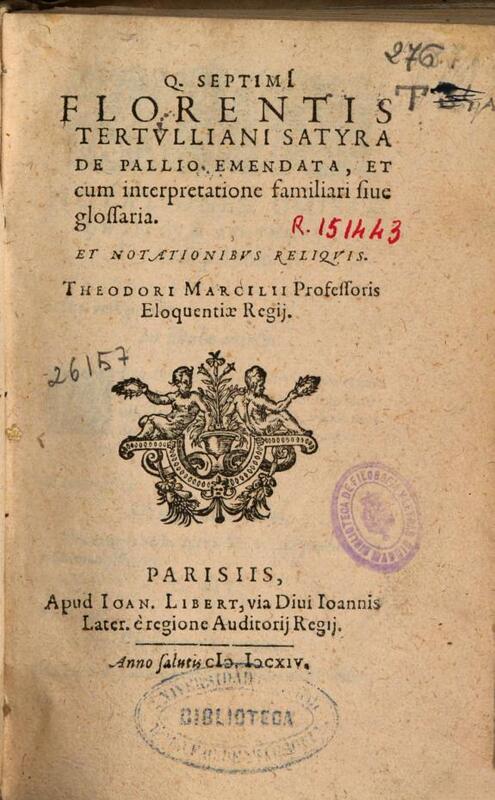 276
Q. SEPTIMI
FLORENTIS
TERTVLLIANI SATYRA
DE PALLIO. EMENDATA, ET
cum interpretatione familiari ſiue
gloſſaria.
R. 151443
ET NOTATIONIBVS RELIQVIS.
THEODORI MARCILII Profeſſoris
Eloquentiæ Regij.
26157
PARISIIS,
Apud IOAN. LIBERT, via Diui Ioannis
Later. è regione Auditorij Regij.
Anno salutis cIↄ. Iↄcxiv.
BIBLIOTECA